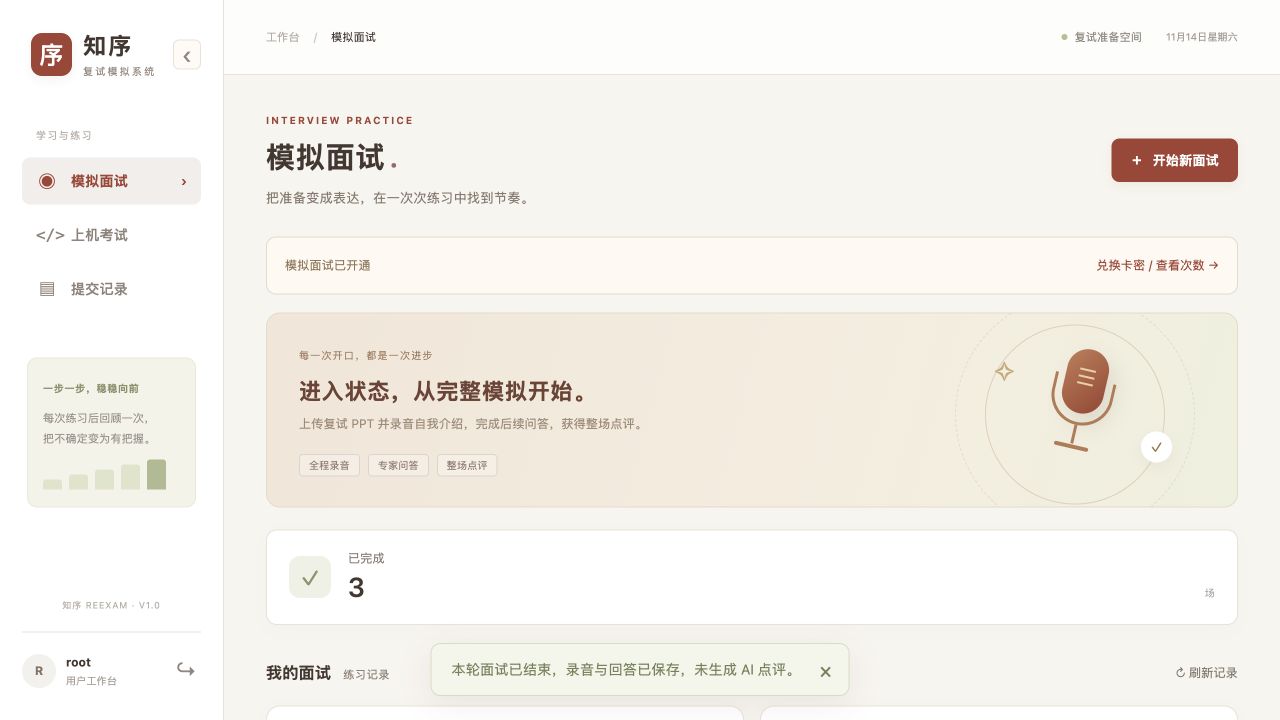 序
知序
复试模拟系统
‹
学习与练习
模拟面试
›
</> 上机考试
提交记录
一步一步，稳稳向前
每次练习后回顾一次，
把不确定变为有把握。
知序 REEXAM · V1.0
R
root
用户工作台
工作台 / 模拟面试
复试准备空间
11月14日星期六
INTERVIEW PRACTICE
模拟面试.
把准备变成表达，在一次次练习中找到节奏。
+ 开始新面试
模拟面试已开通
兑换卡密 / 查看次数 →
每一次开口，都是一次进步
进入状态，从完整模拟开始。
上传复试 PPT 并录音自我介绍，完成后续问答，获得整场点评。
全程录音
专家问答
整场点评
已完成
3
场
我的面试 练习记录
↻ 刷新记录
本轮面试已结束，录音与回答已保存，未生成 AI 点评。 ×